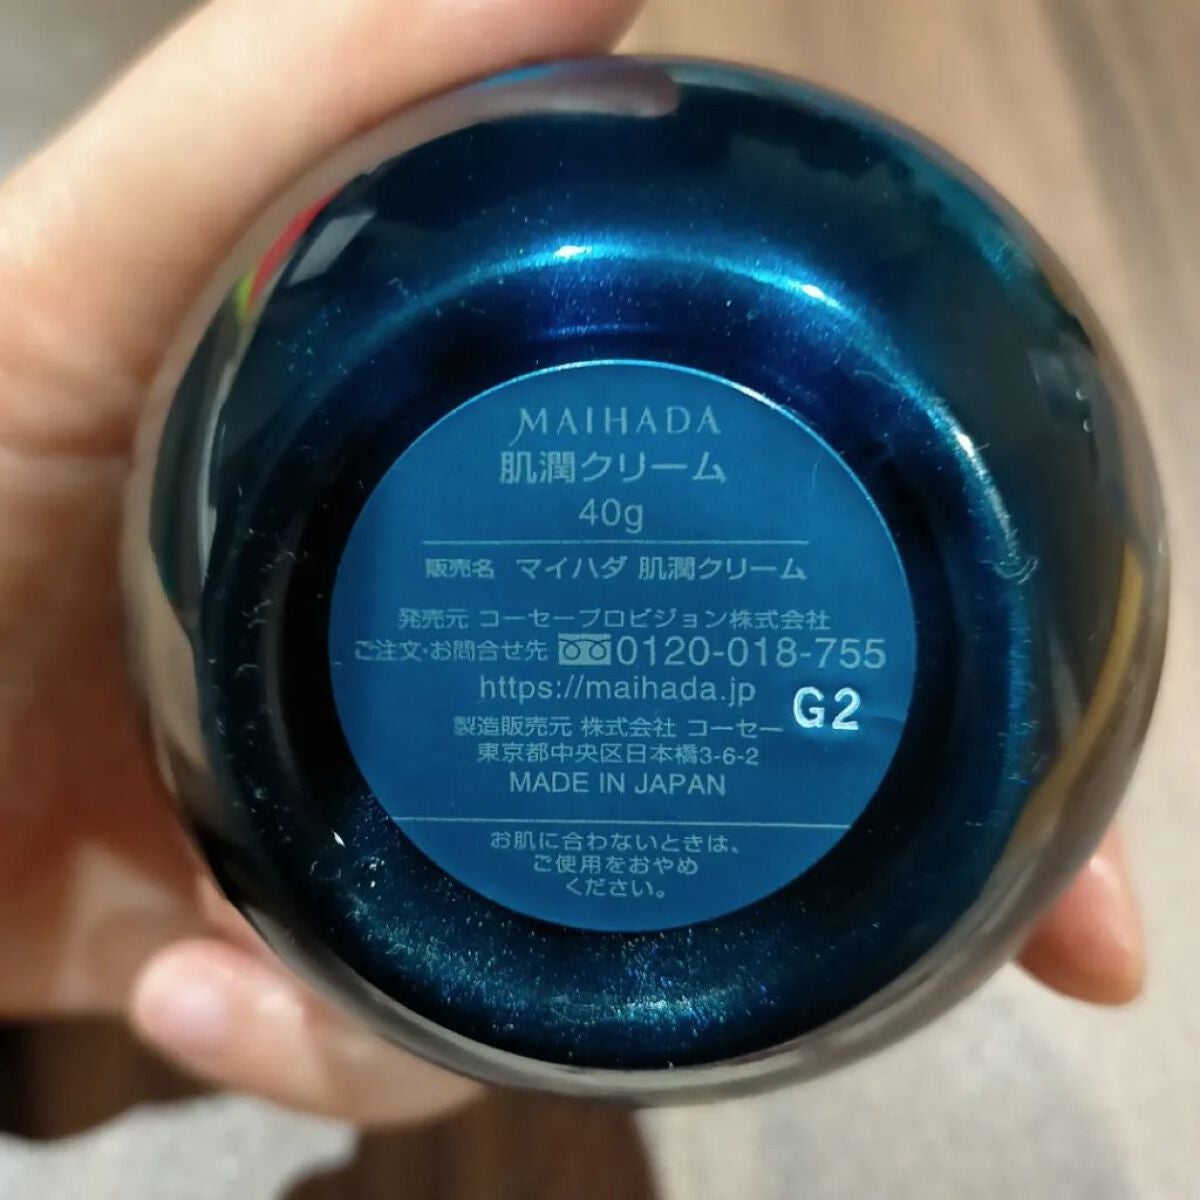 MAIHADA
肌潤クリーム
40g
販売名 マイハダ 肌潤クリーム
発売元 コーセープロビジョン株式会社
ご注文・お問合せ先 0120-018-755
https://maihada.jp
G2
製造販売元 株式会社 コーセー
東京都中央区日本橋3-6-2
MADE IN JAPAN
お肌に合わないときは、
ご使用をおやめ
ください。